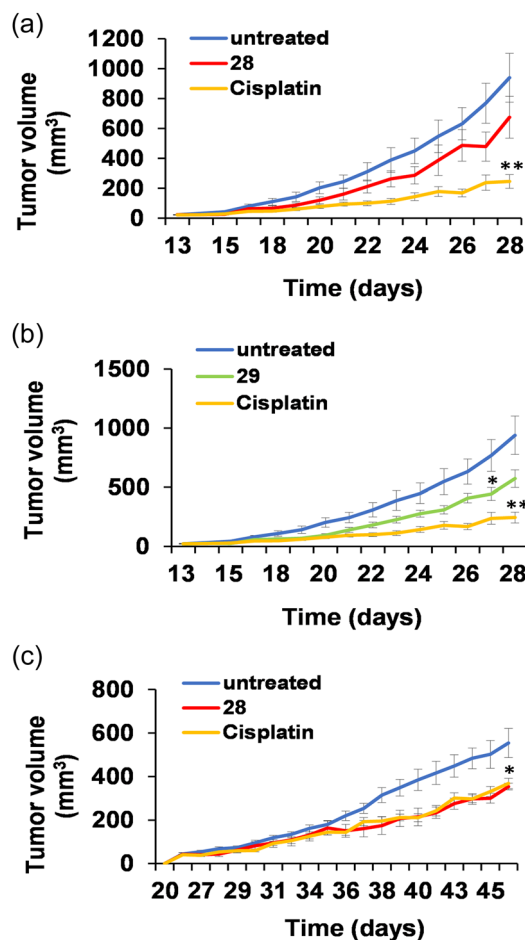 (a)
Tumor volume
(mm³)
1200
1000
800
600
400
200
0
untreated
28
Cisplatin
**
13 15 18 20 22 24 26 28
Time (days)
(b)
Tumor volume
(mm³)
1500
1000
500
0
untreated
29
Cisplatin
*
**
13 15 18 20 22 24 26 28
Time (days)
(c)
Tumor volume
(mm³)
800
600
400
200
0
untreated
28
Cisplatin
*
20 27 29 31 34 36 38 40 43 45
Time (days)